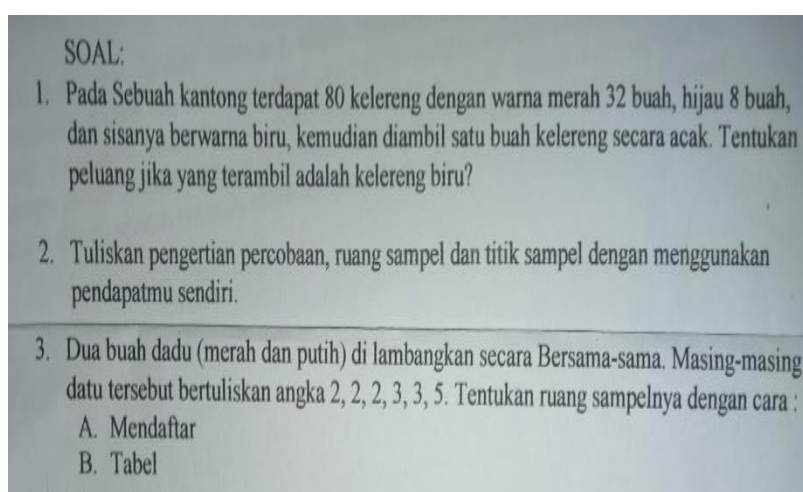 SOAL:
1. Pada Sebuah kantong terdapat 80 kelereng dengan warna merah 32 buah, hijau 8 buah,
dan sisanya berwarna biru, kemudian diambil satu buah kelereng secara acak. Tentukan
peluang jika yang terambil adalah kelereng biru?
2. Tuliskan pengertian percobaan, ruang sampel dan titik sampel dengan menggunakan
pendapatmu sendiri.
3. Dua buah dadu (merah dan putih) di lambangkan secara Bersama-sama. Masing-masing
datu tersebut bertuliskan angka 2, 2, 2, 3, 3, 5. Tentukan ruang sampelnya dengan cara :
A. Mendaftar
B. Tabel